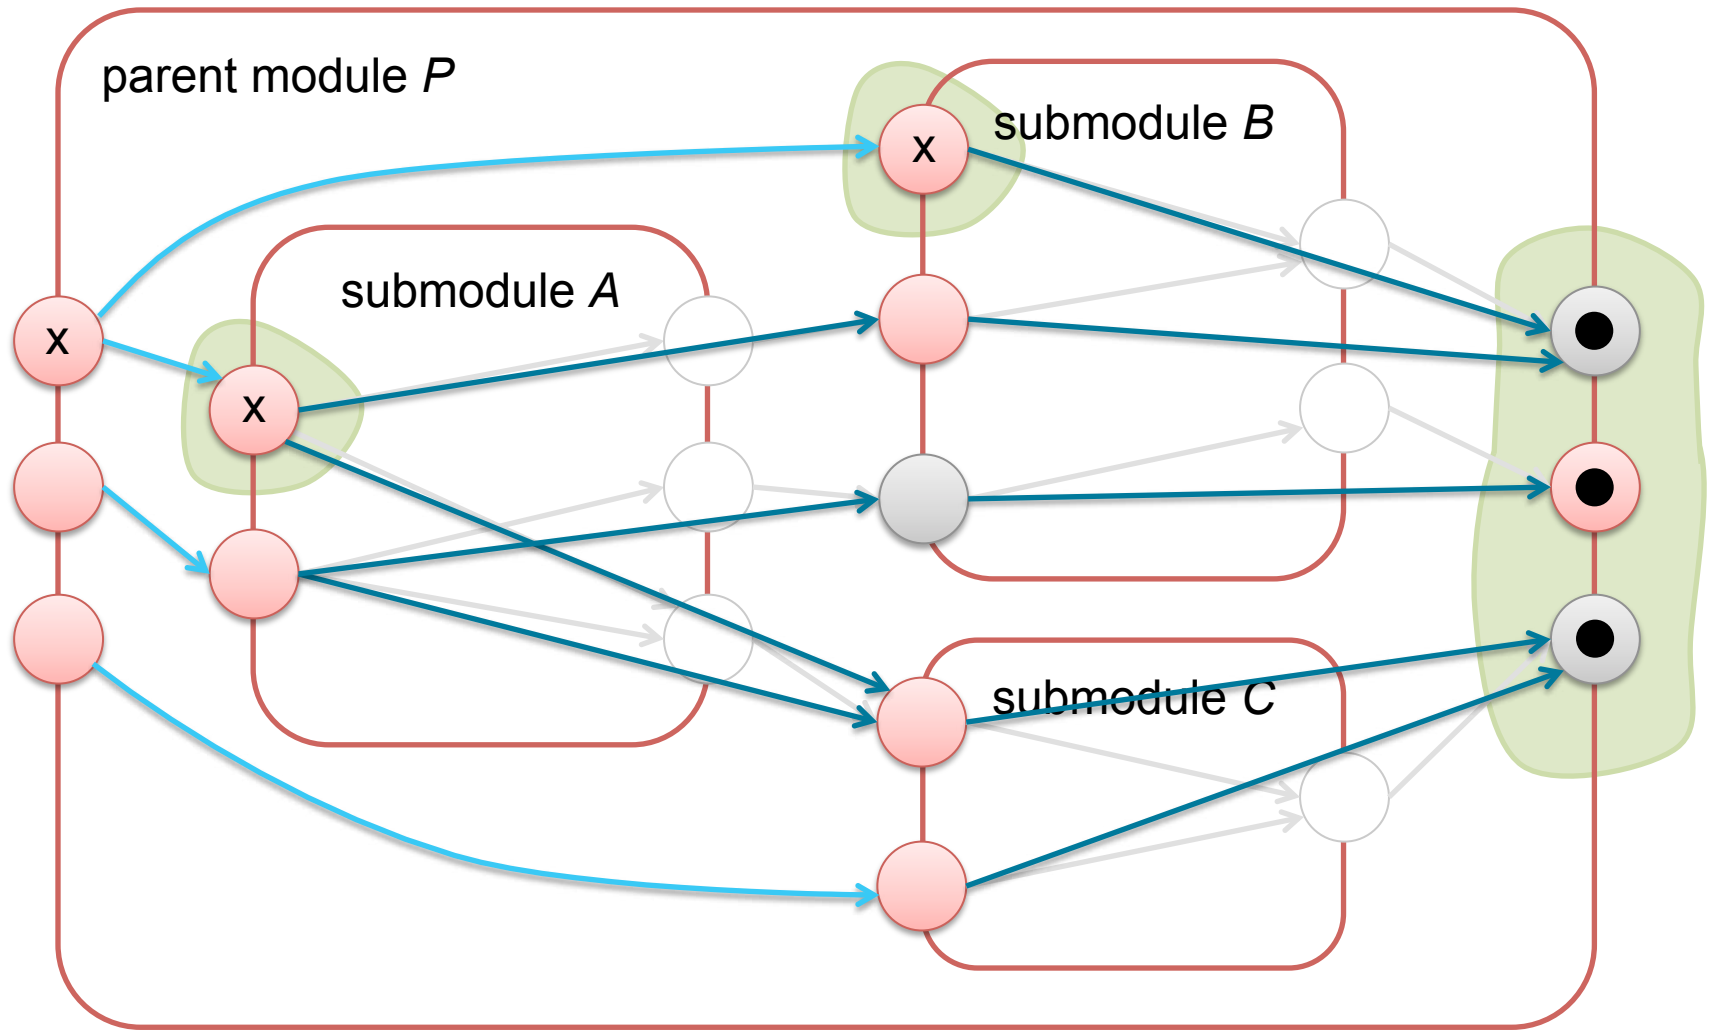 parent module P
submodule B
x
submodule A
x
x
submodule C